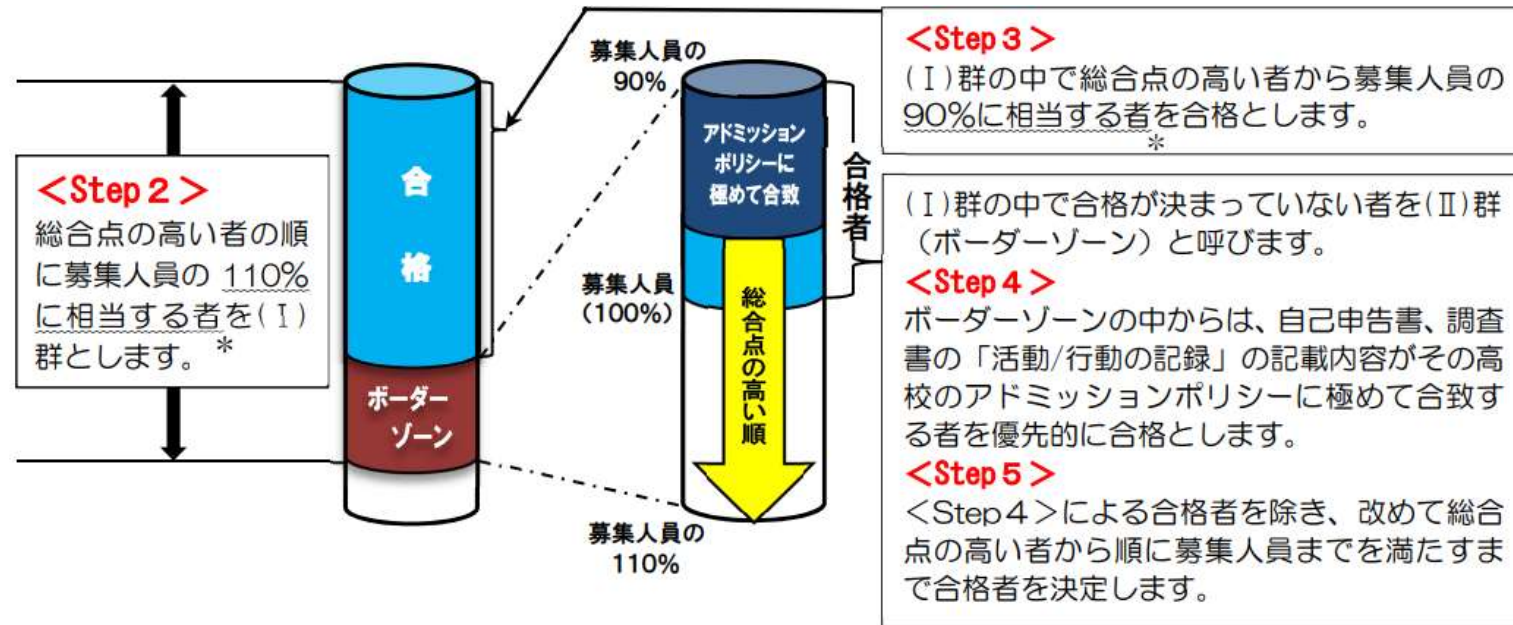 <Step2>
総合点の高い者の順
に募集人員の 110%
に相当する者を(Ⅰ)
群とします。 *
合
格
ボーダー
ゾーン
募集人員の
90%
募集人員
(100%)
募集人員の
110%
アドミッション
ポリシーに
極めて合致
総合点の高い順
合格者
<Step3>
(Ⅰ)群の中で総合点の高い者から募集人員の
90%に相当する者を合格とします。
*
(Ⅰ)群の中で合格が決まっていない者を(Ⅱ)群
(ボーダーゾーン)と呼びます。
<Step4>
ボーダーゾーンの中からは、自己申告書、調査
書の「活動/行動の記録」の記載内容がその高
校のアドミッションポリシーに極めて合致す
る者を優先的に合格とします。
<Step5>
<Step4>による合格者を除き、改めて総合
点の高い者から順に募集人員までを満たすま
で合格者を決定します。